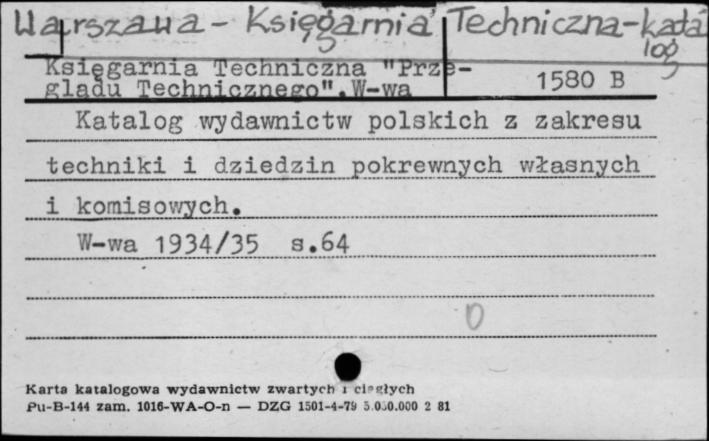 Warszawa - Księgarnia Techniczna - kata
log
Księgarnia Techniczna "Prze-
glądu Technicznego". W-wa
1580 B
Katalog wydawnictw polskich z zakresu
techniki i dziedzin pokrewnych własnych
i komisowych.
W-wa 1934/35 s.64
0
Karta katalogowa wydawnictw zwartych i ciągłych
Pu-B-144 zam. 1016-WA-O-n — DZG 1501-4-79 5.000.000 2 81